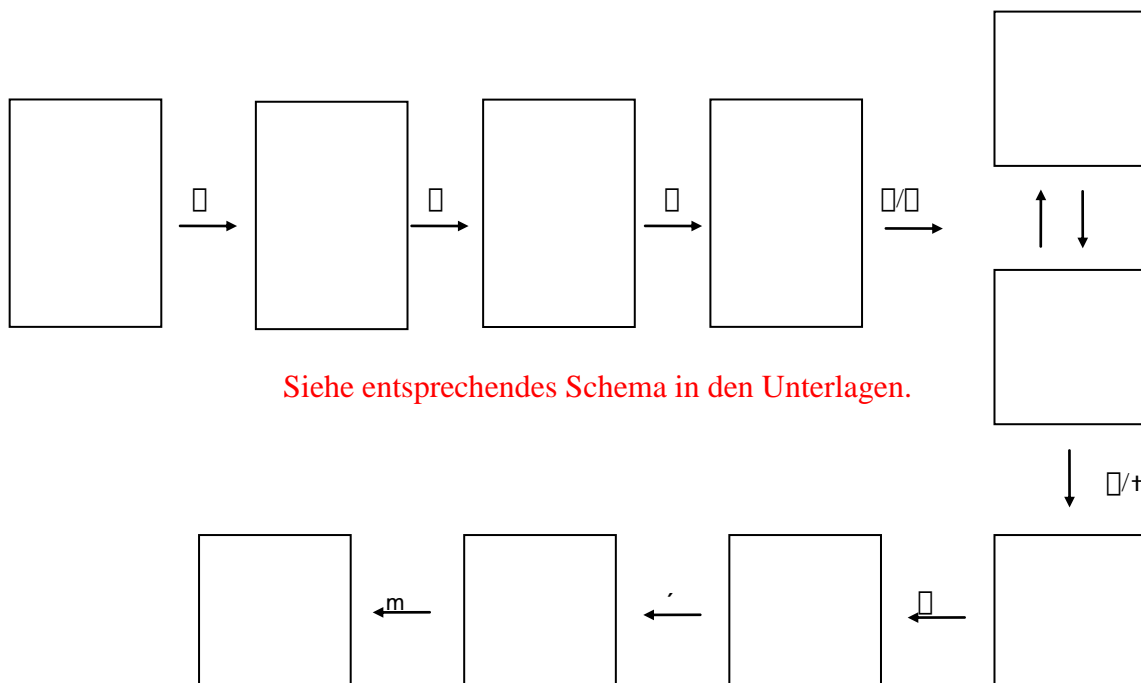 Siehe entsprechendes Schema in den Unterlagen.
/
/†
m